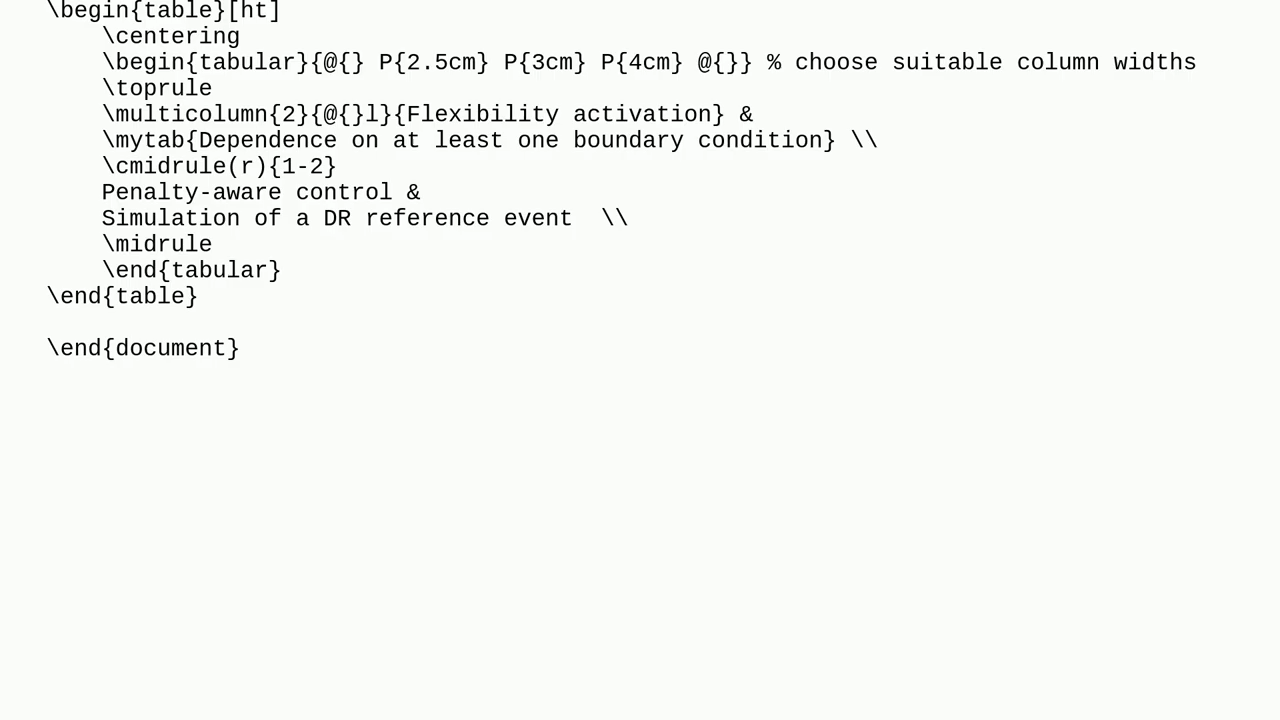 \begin{table}[ht]
    \centering
    \begin{tabular}{@{} P{2.5cm} P{3cm} P{4cm} @{}} % choose suitable column widths
    \toprule
    \multicolumn{2}{@{}l}{Flexibility activation} &
    \mytab{Dependence on at least one boundary condition} \\
    \cmidrule(r){1-2}
    Penalty-aware control &
    Simulation of a DR reference event  \\
    \midrule
    \end{tabular}
\end{table}

\end{document}